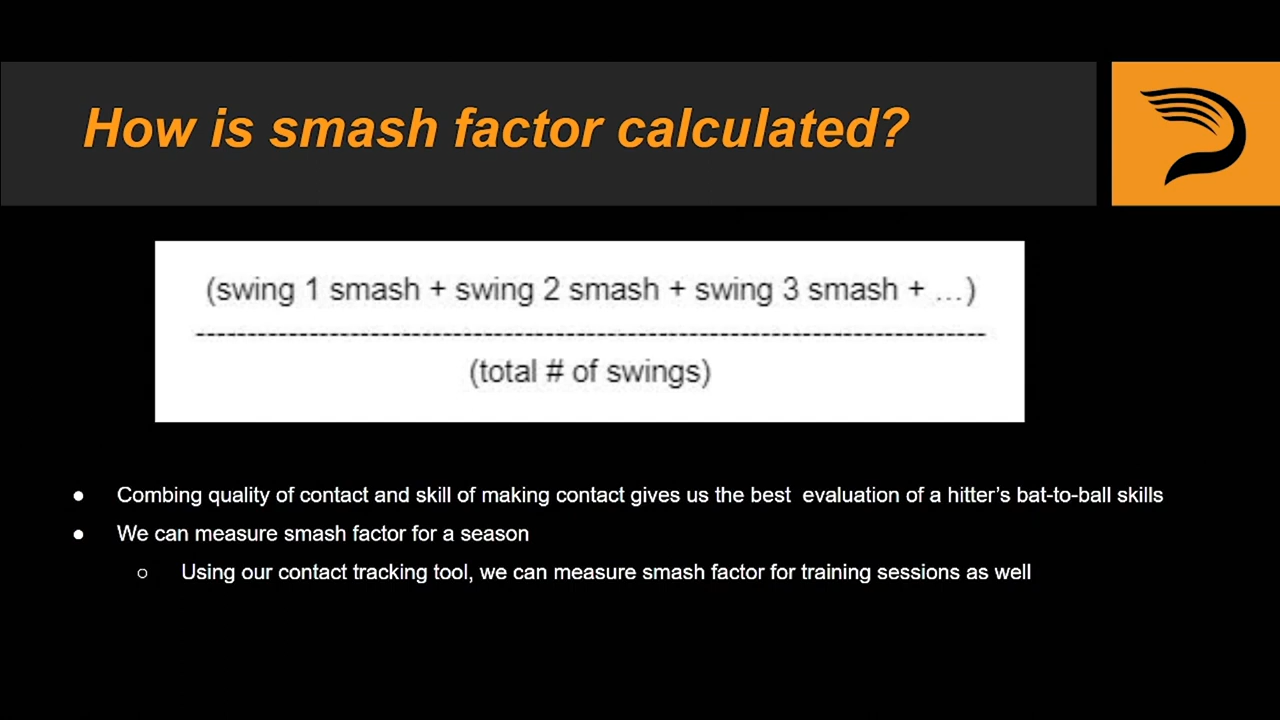 How is smash factor calculated?
(swing 1 smash + swing 2 smash + swing 3 smash + ...)
--------------------------------------------------------------------------------
(total # of swings)
● Combing quality of contact and skill of making contact gives us the best  evaluation of a hitter's bat-to-ball skills
● We can measure smash factor for a season
○ Using our contact tracking tool, we can measure smash factor for training sessions as well